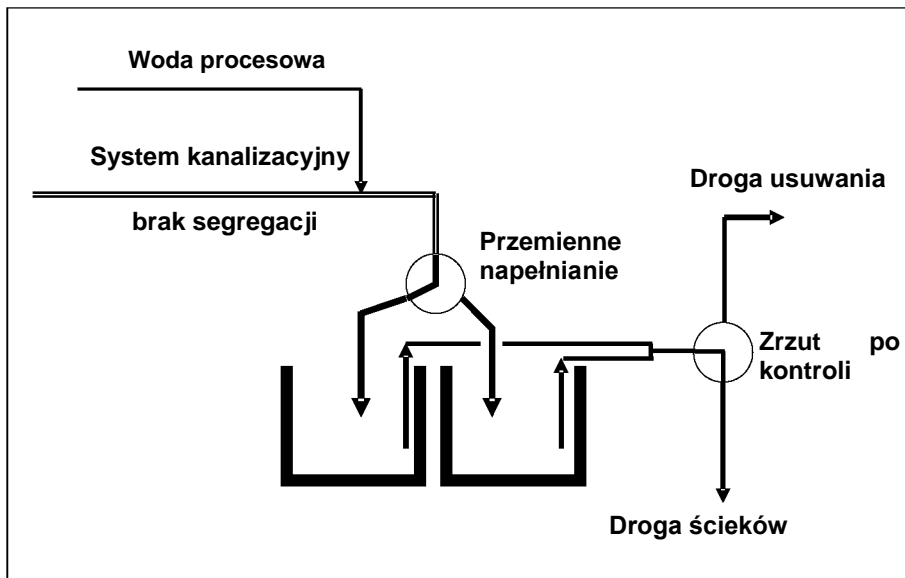 Woda procesowa
System kanalizacyjny
brak segregacji
Przemienne
napełnianie
Droga usuwania
Zrzut po
kontroli
Droga ścieków